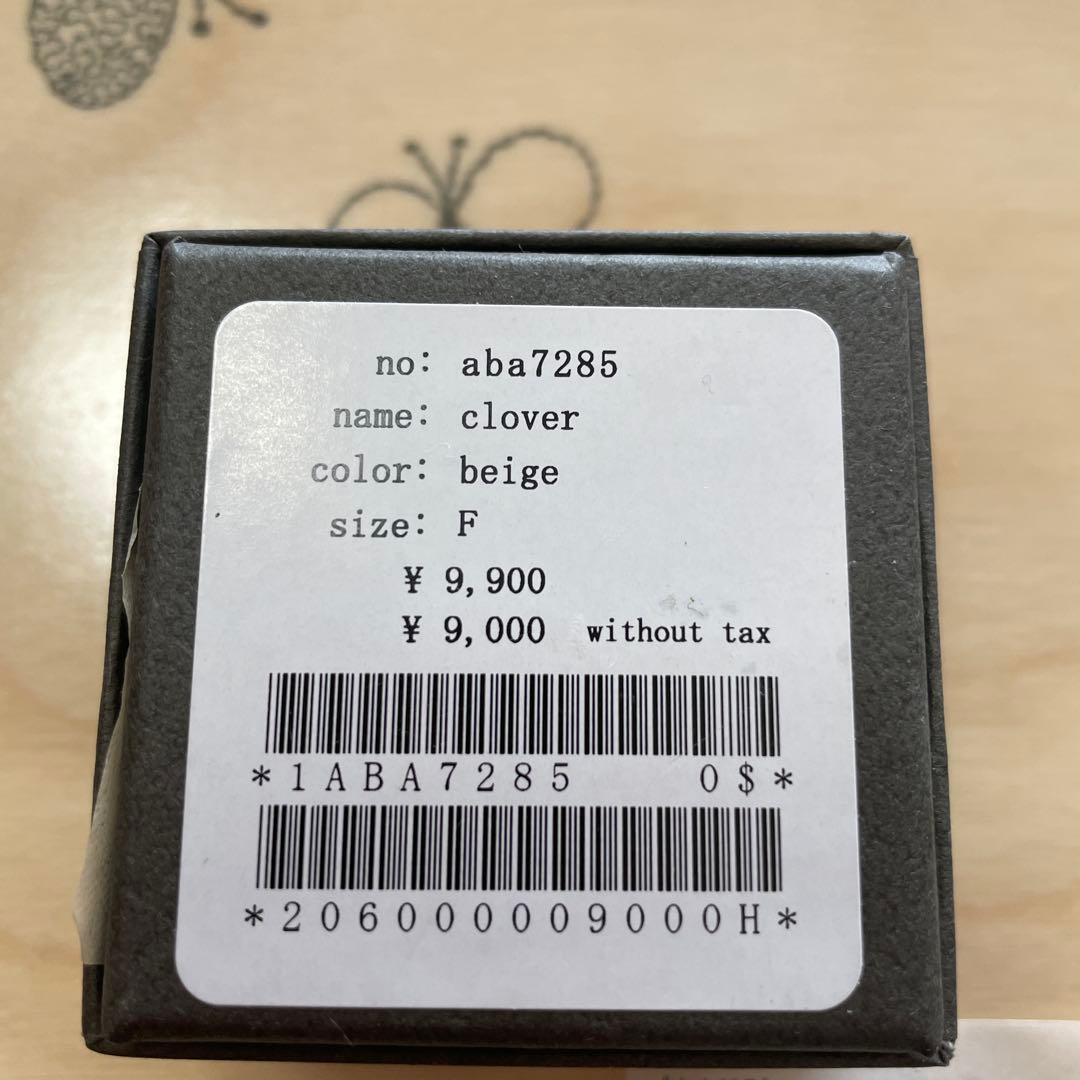 no: aba7285
name: clover
color: beige
size: F
¥ 9,900
¥ 9,000 without tax
*1ABA7285 0$*
*206000009000H*